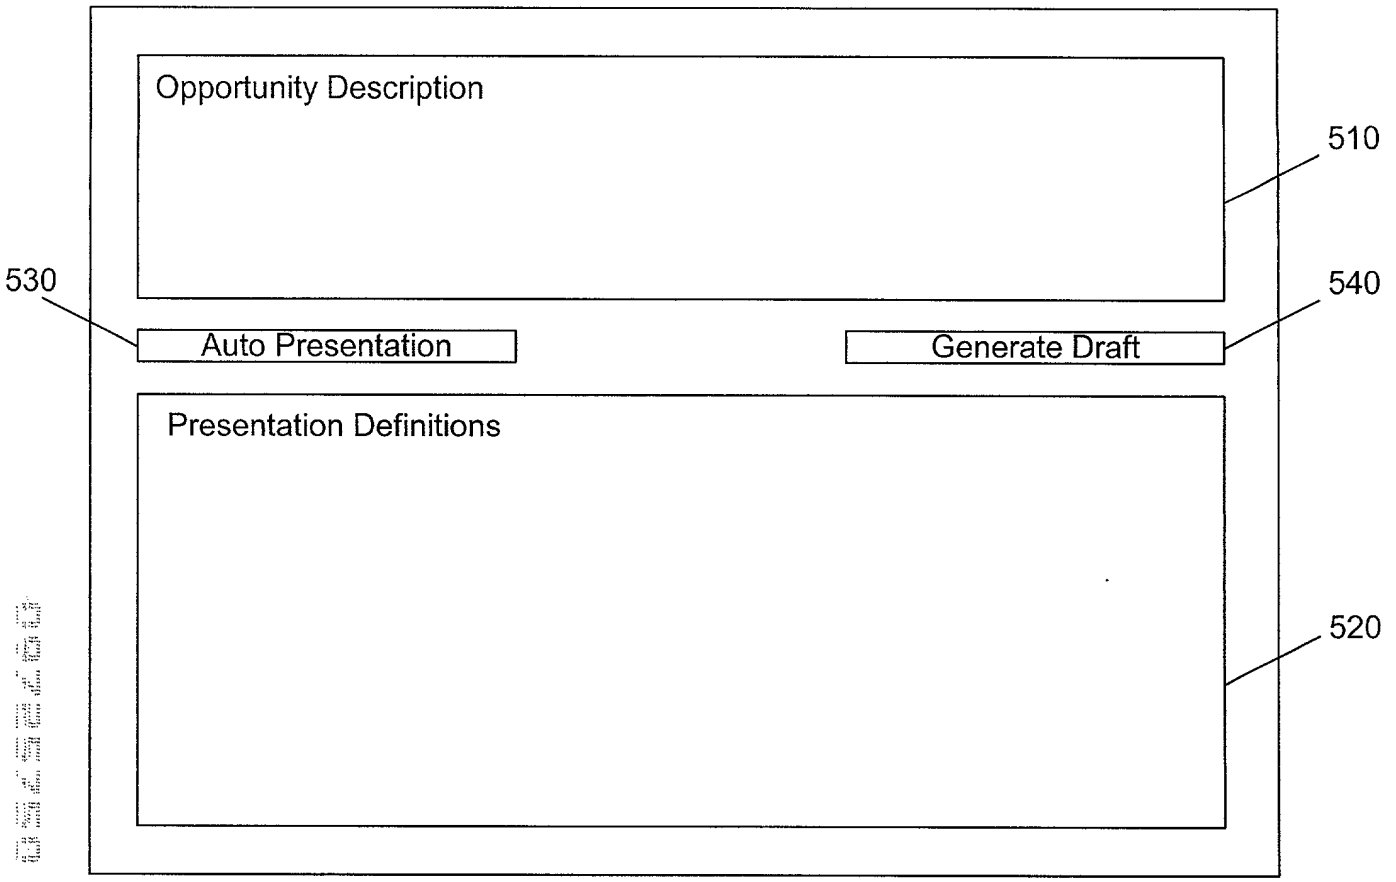 Opportunity Description
510
530
540
Auto Presentation
Generate Draft
Presentation Definitions
520